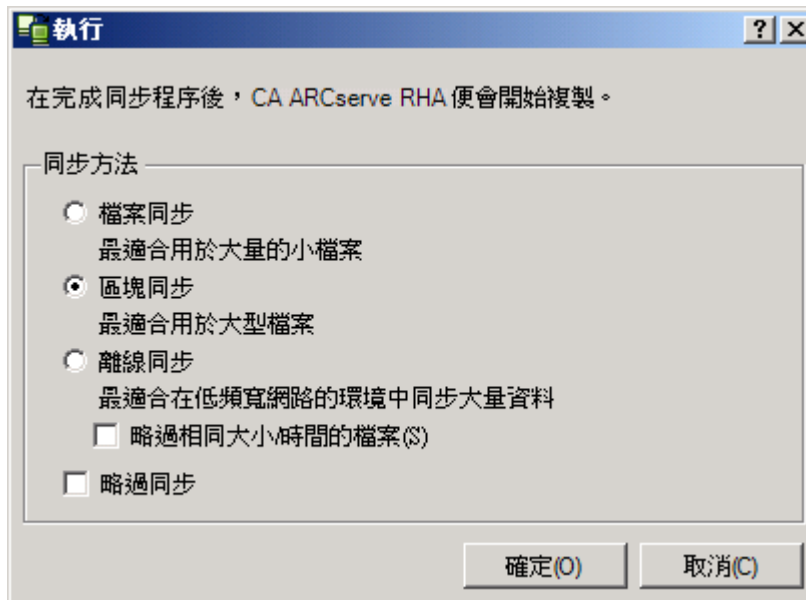 執行
在完成同步程序後，CA ARCserve RHA 便會開始複製。
同步方法
檔案同步
最適合用於大量的小檔案
區塊同步
最適合用於大型檔案
離線同步
最適合在低頻寬網路的環境中同步大量資料
略過相同大小/時間的檔案(S)
略過同步
確定(O)
取消(C)